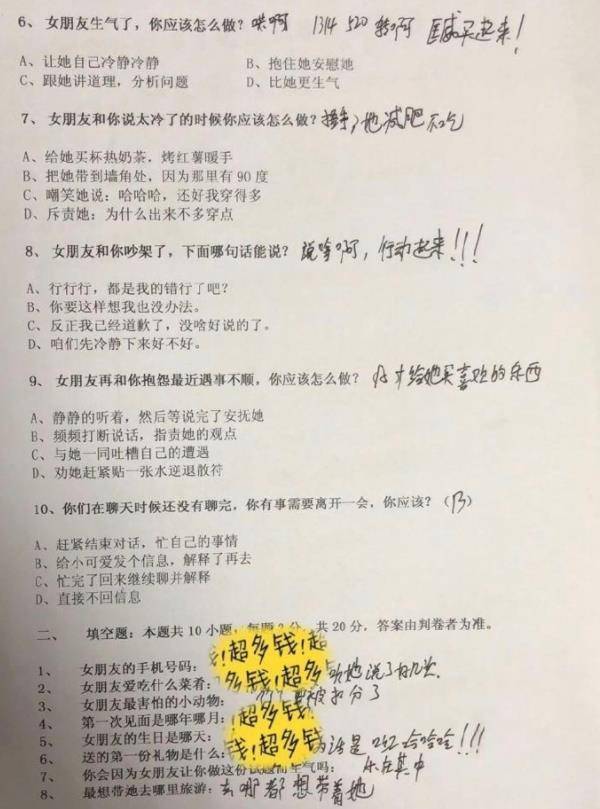 6、女朋友生气了，你应该怎么做？哄啊 1314 520 转啊 买起来！
A、让她自己冷静冷静 B、抱住她安慰她
C、跟她讲道理，分析问题 D、比她更生气
7、女朋友和你说太冷了的时候你应该怎么做？她减肥不吃
A、给她买杯热奶茶，烤红薯暖手
B、把她带到墙角处，因为那里有 90 度
C、嘲笑她说：哈哈哈，还好我穿得多
D、斥责她：为什么出来不多穿点
8、女朋友和你吵架了，下面哪句话能说？说啥啊，行动起来!!!
A、行行行，都是我的错行了吧？
B、你要这样想我也没办法。
C、反正我已经道歉了，没啥好说的了。
D、咱们先冷静下来好不好。
9、女朋友再和你抱怨最近遇事不顺，你应该怎么做？给她买喜欢的东西
A、静静的听着，然后等说完了安抚她
B、频频打断说话，指责她的观点
C、与她一同吐槽自己的遭遇
D、劝她赶紧贴一张水逆退散符
10、你们在聊天时候还没有聊完，你有事需要离开一会，你应该？（B）
A、赶紧结束对话，忙自己的事情
B、给小可爱发个信息，解释了再去
C、忙完了回来继续聊并解释
D、直接不回信息
二、填空题：本题共 10 小题，每题 2 分，共 20 分，答案由判卷者为准。
1、女朋友的手机号码：钱!超多钱!超
2、女朋友爱吃什么菜肴：多钱!超多 听她说了好几次
3、女朋友最害怕的小动物：被扣分了
4、第一次见面是哪年哪月：超多钱!
5、女朋友的生日是哪天：钱!超多钱
6、送的第一份礼物是什么：是口红哈哈哈!!!
7、你会因为女朋友让你做这份试题而生气吗：乐在其中
8、最想带她去哪里旅游：去哪都想带着她